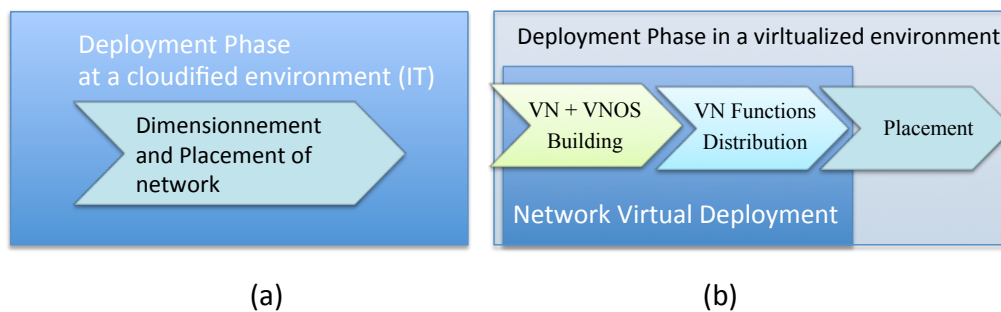 Deployment Phase
at a cloudified environment (IT)
Dimensionnement
and Placement of
network
(a)
Deployment Phase in a virltualized environment
VN + VNOS
Building
VN Functions
Distribution
Placement
Network Virtual Deployment
(b)